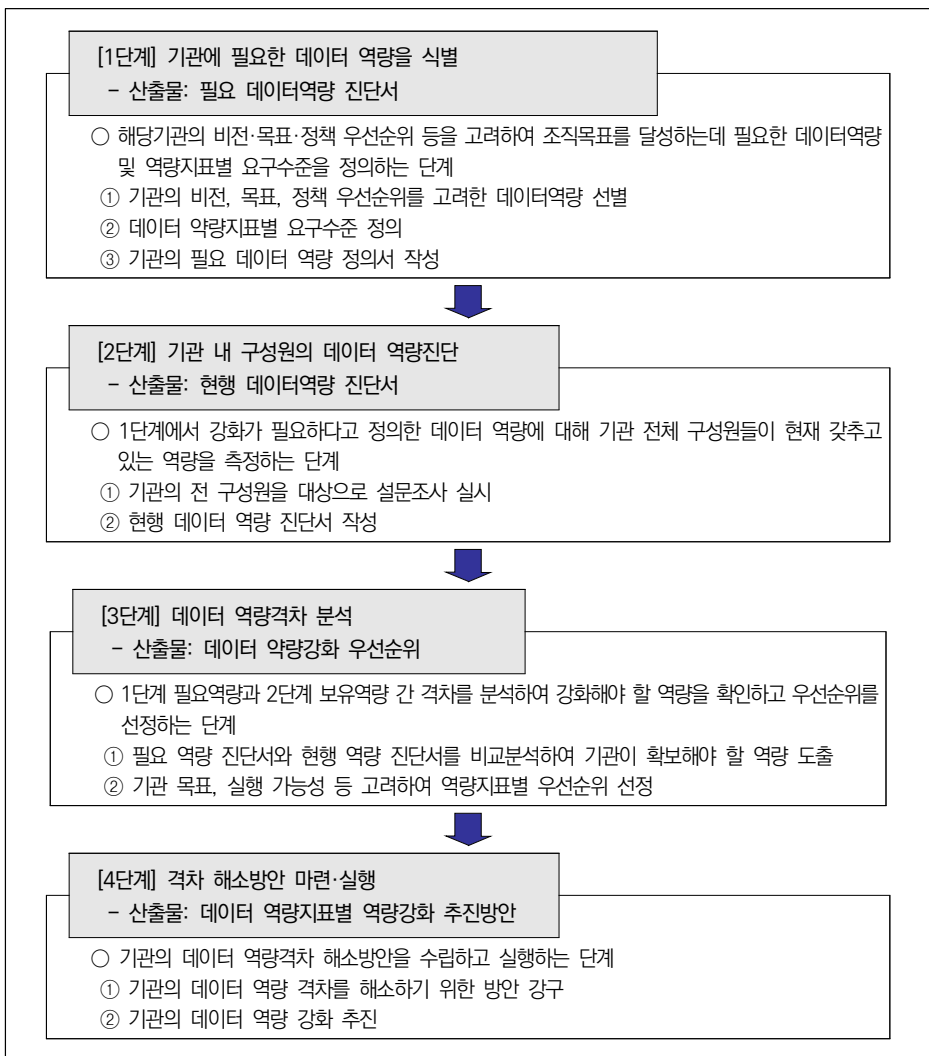 [1단계] 기관에 필요한 데이터 역량을 식별
- 산출물: 필요 데이터역량 진단서
○ 해당기관의 비전·목표·정책 우선순위 등을 고려하여 조직목표를 달성하는데 필요한 데이터역량
및 역량지표별 요구수준을 정의하는 단계
① 기관의 비전, 목표, 정책 우선순위를 고려한 데이터역량 선별
② 데이터 약량지표별 요구수준 정의
③ 기관의 필요 데이터 역량 정의서 작성
[2단계] 기관 내 구성원의 데이터 역량진단
- 산출물: 현행 데이터역량 진단서
○ 1단계에서 강화가 필요하다고 정의한 데이터 역량에 대해 기관 전체 구성원들이 현재 갖추고
있는 역량을 측정하는 단계
① 기관의 전 구성원을 대상으로 설문조사 실시
② 현행 데이터 역량 진단서 작성
[3단계] 데이터 역량격차 분석
- 산출물: 데이터 약량강화 우선순위
○ 1단계 필요역량과 2단계 보유역량 간 격차를 분석하여 강화해야 할 역량을 확인하고 우선순위를
선정하는 단계
① 필요 역량 진단서와 현행 역량 진단서를 비교분석하여 기관이 확보해야 할 역량 도출
② 기관 목표, 실행 가능성 등 고려하여 역량지표별 우선순위 선정
[4단계] 격차 해소방안 마련·실행
- 산출물: 데이터 역량지표별 역량강화 추진방안
○ 기관의 데이터 역량격차 해소방안을 수립하고 실행하는 단계
① 기관의 데이터 역량 격차를 해소하기 위한 방안 강구
② 기관의 데이터 역량 강화 추진